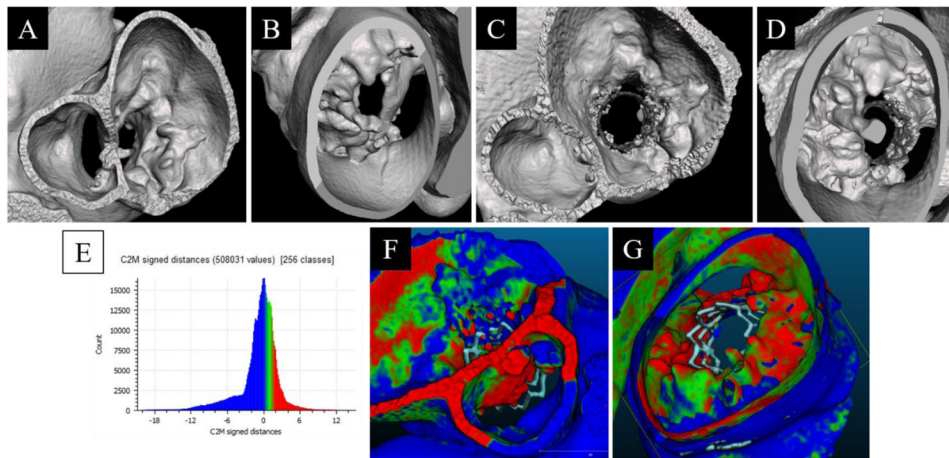 A
B
C
D
E
C2M signed distances (508031 values) [256 classes]
15000
12500
10000
7500
5000
2500
0
Count
-18 -12 -6 0 6 12
C2M signed distances
F
G